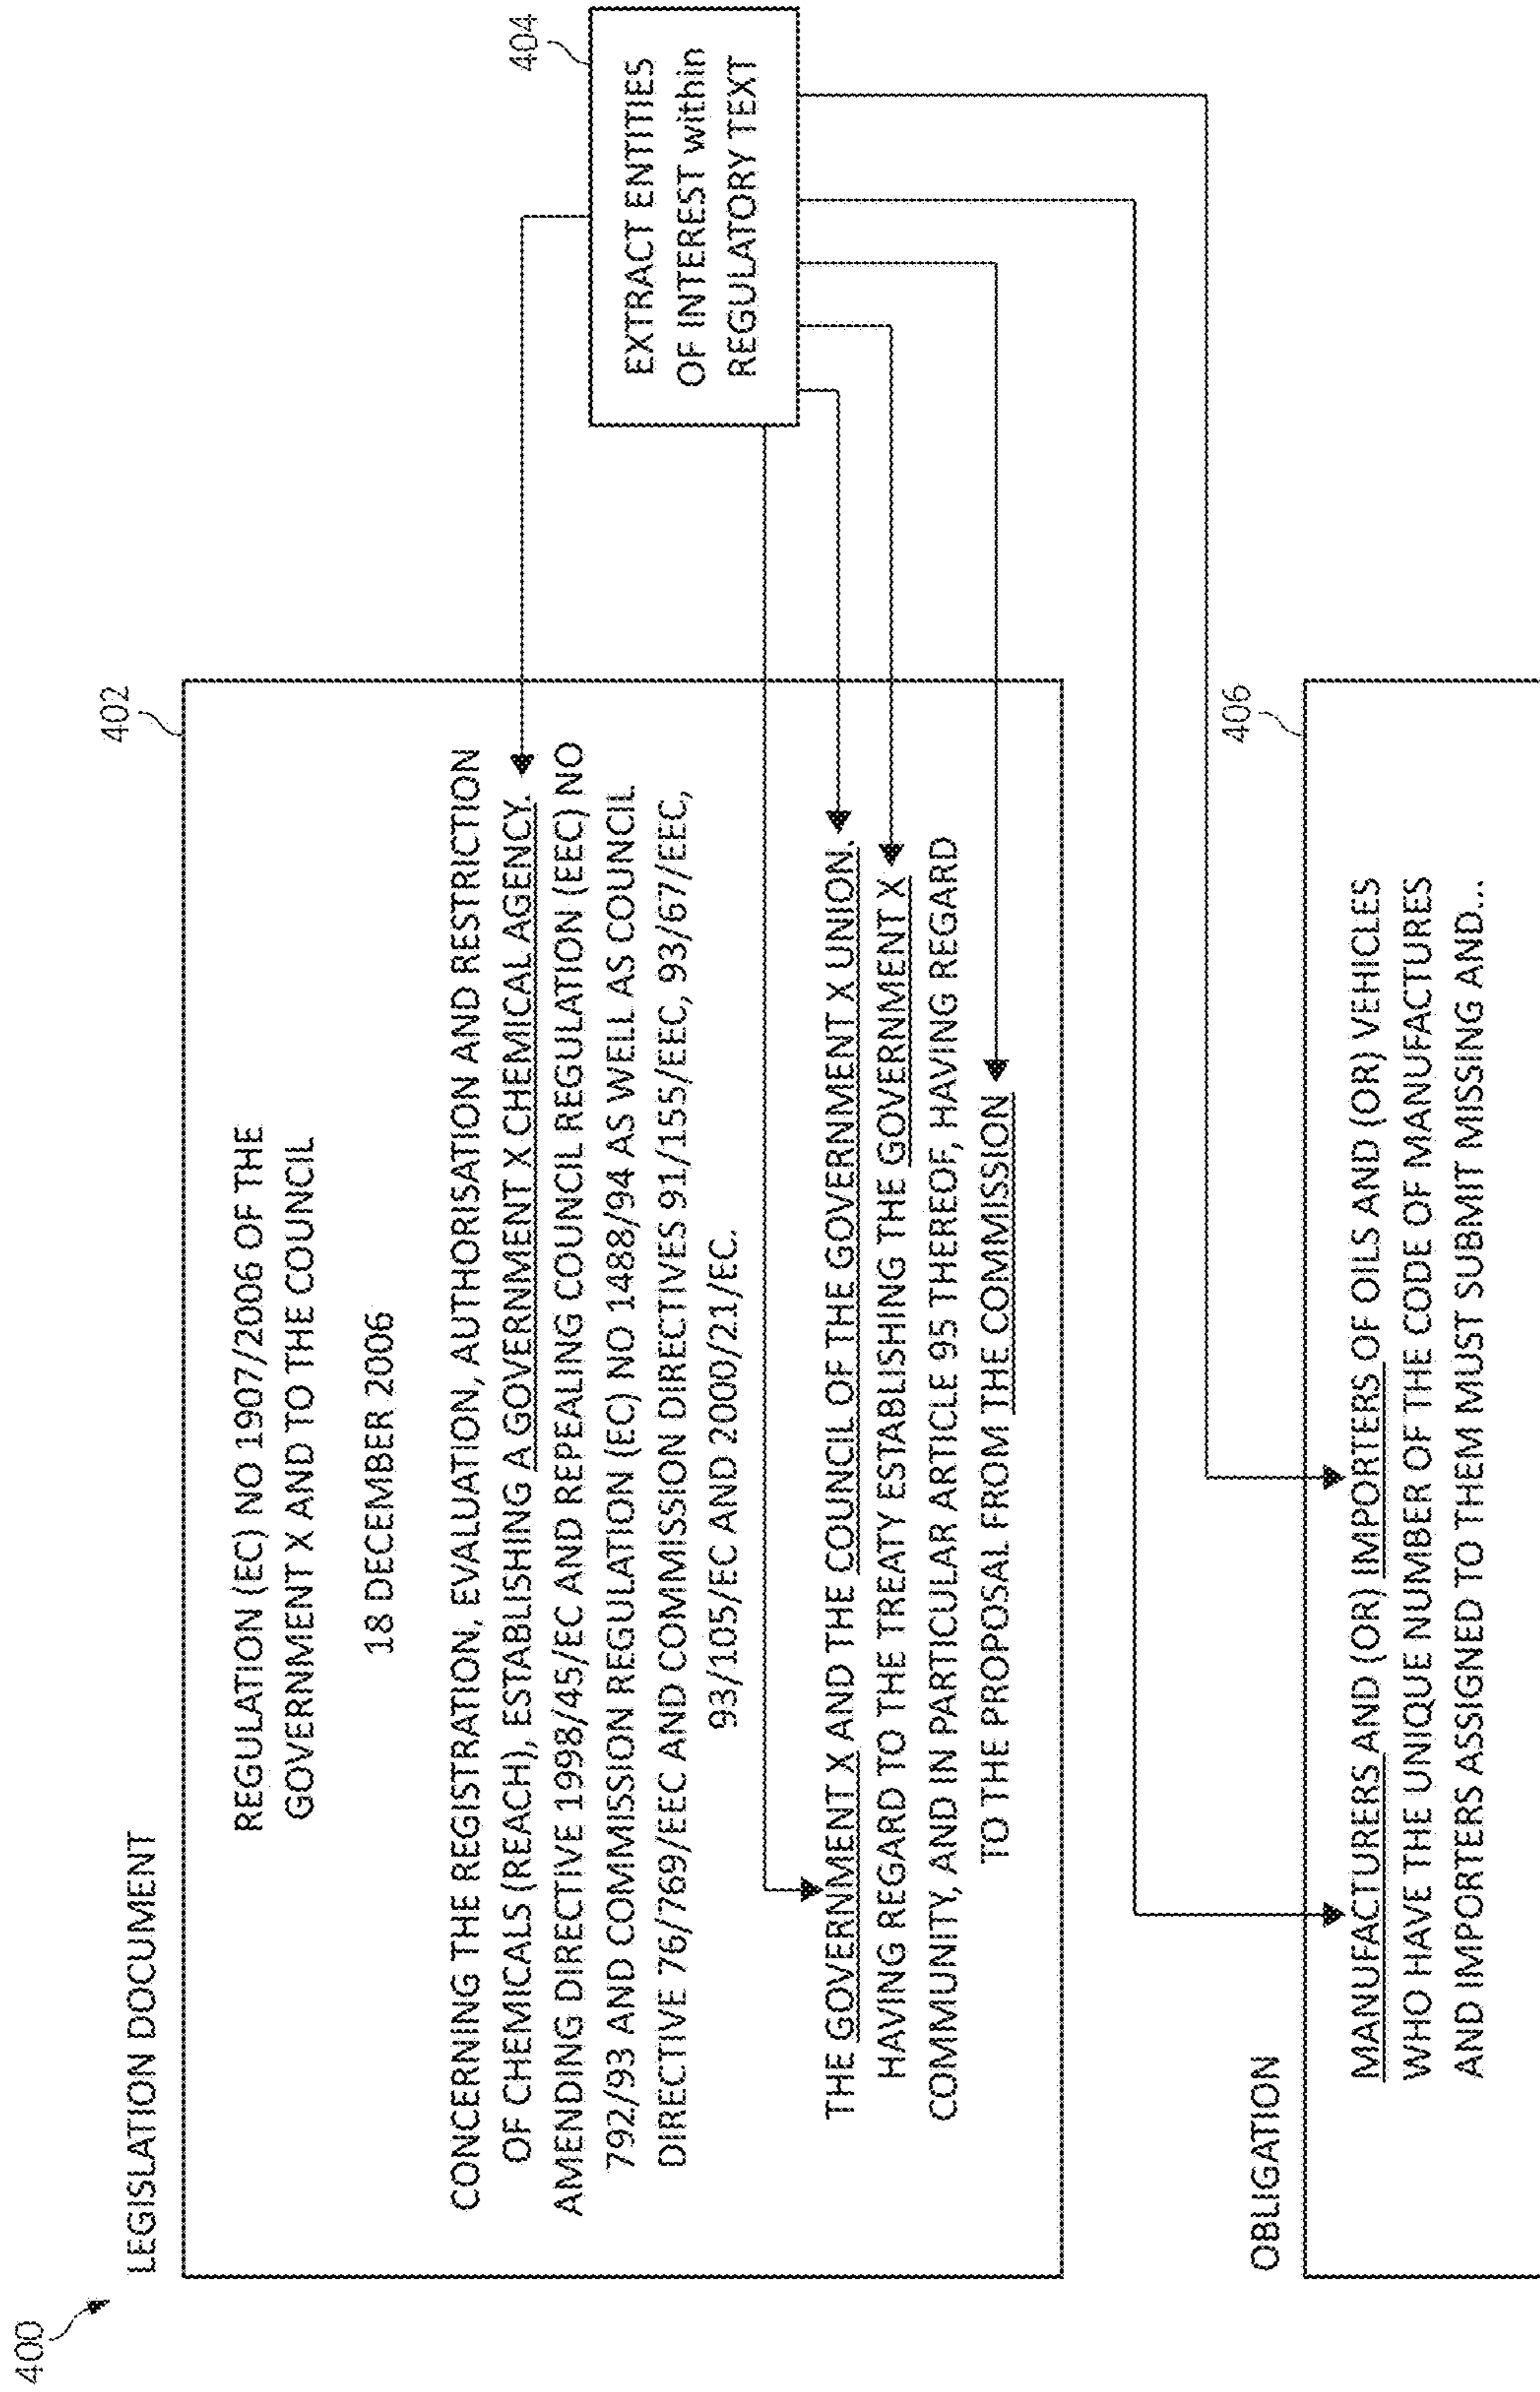 400
LEGISLATION DOCUMENT
402
REGULATION (EC) NO 1907/2006 OF THE
GOVERNMENT X AND TO THE COUNCIL
18 DECEMBER 2006
CONCERNING THE REGISTRATION, EVALUATION, AUTHORISATION AND RESTRICTION
OF CHEMICALS (REACH), ESTABLISHING A GOVERNMENT X CHEMICAL AGENCY.
AMENDING DIRECTIVE 1998/45/EC AND REPEALING COUNCIL REGULATION (EEC) NO
792/93 AND COMMISSION REGULATION (EC) NO 1488/94 AS WELL AS COUNCIL
DIRECTIVE 76/769/EEC AND COMMISSION DIRECTIVES 91/155/EEC, 93/67/EEC,
93/105/EC AND 2000/21/EC.
THE GOVERNMENT X AND THE COUNCIL OF THE GOVERNMENT X UNION.
HAVING REGARD TO THE TREATY ESTABLISHING THE GOVERNMENT X
COMMUNITY, AND IN PARTICULAR ARTICLE 95 THEREOF, HAVING REGARD
TO THE PROPOSAL FROM THE COMMISSION
404
EXTRACT ENTITIES
OF INTEREST within
REGULATORY TEXT
OBLIGATION
406
MANUFACTURERS AND (OR) IMPORTERS OF OILS AND (OR) VEHICLES
WHO HAVE THE UNIQUE NUMBER OF THE CODE OF MANUFACTURES
AND IMPORTERS ASSIGNED TO THEM MUST SUBMIT MISSING AND...